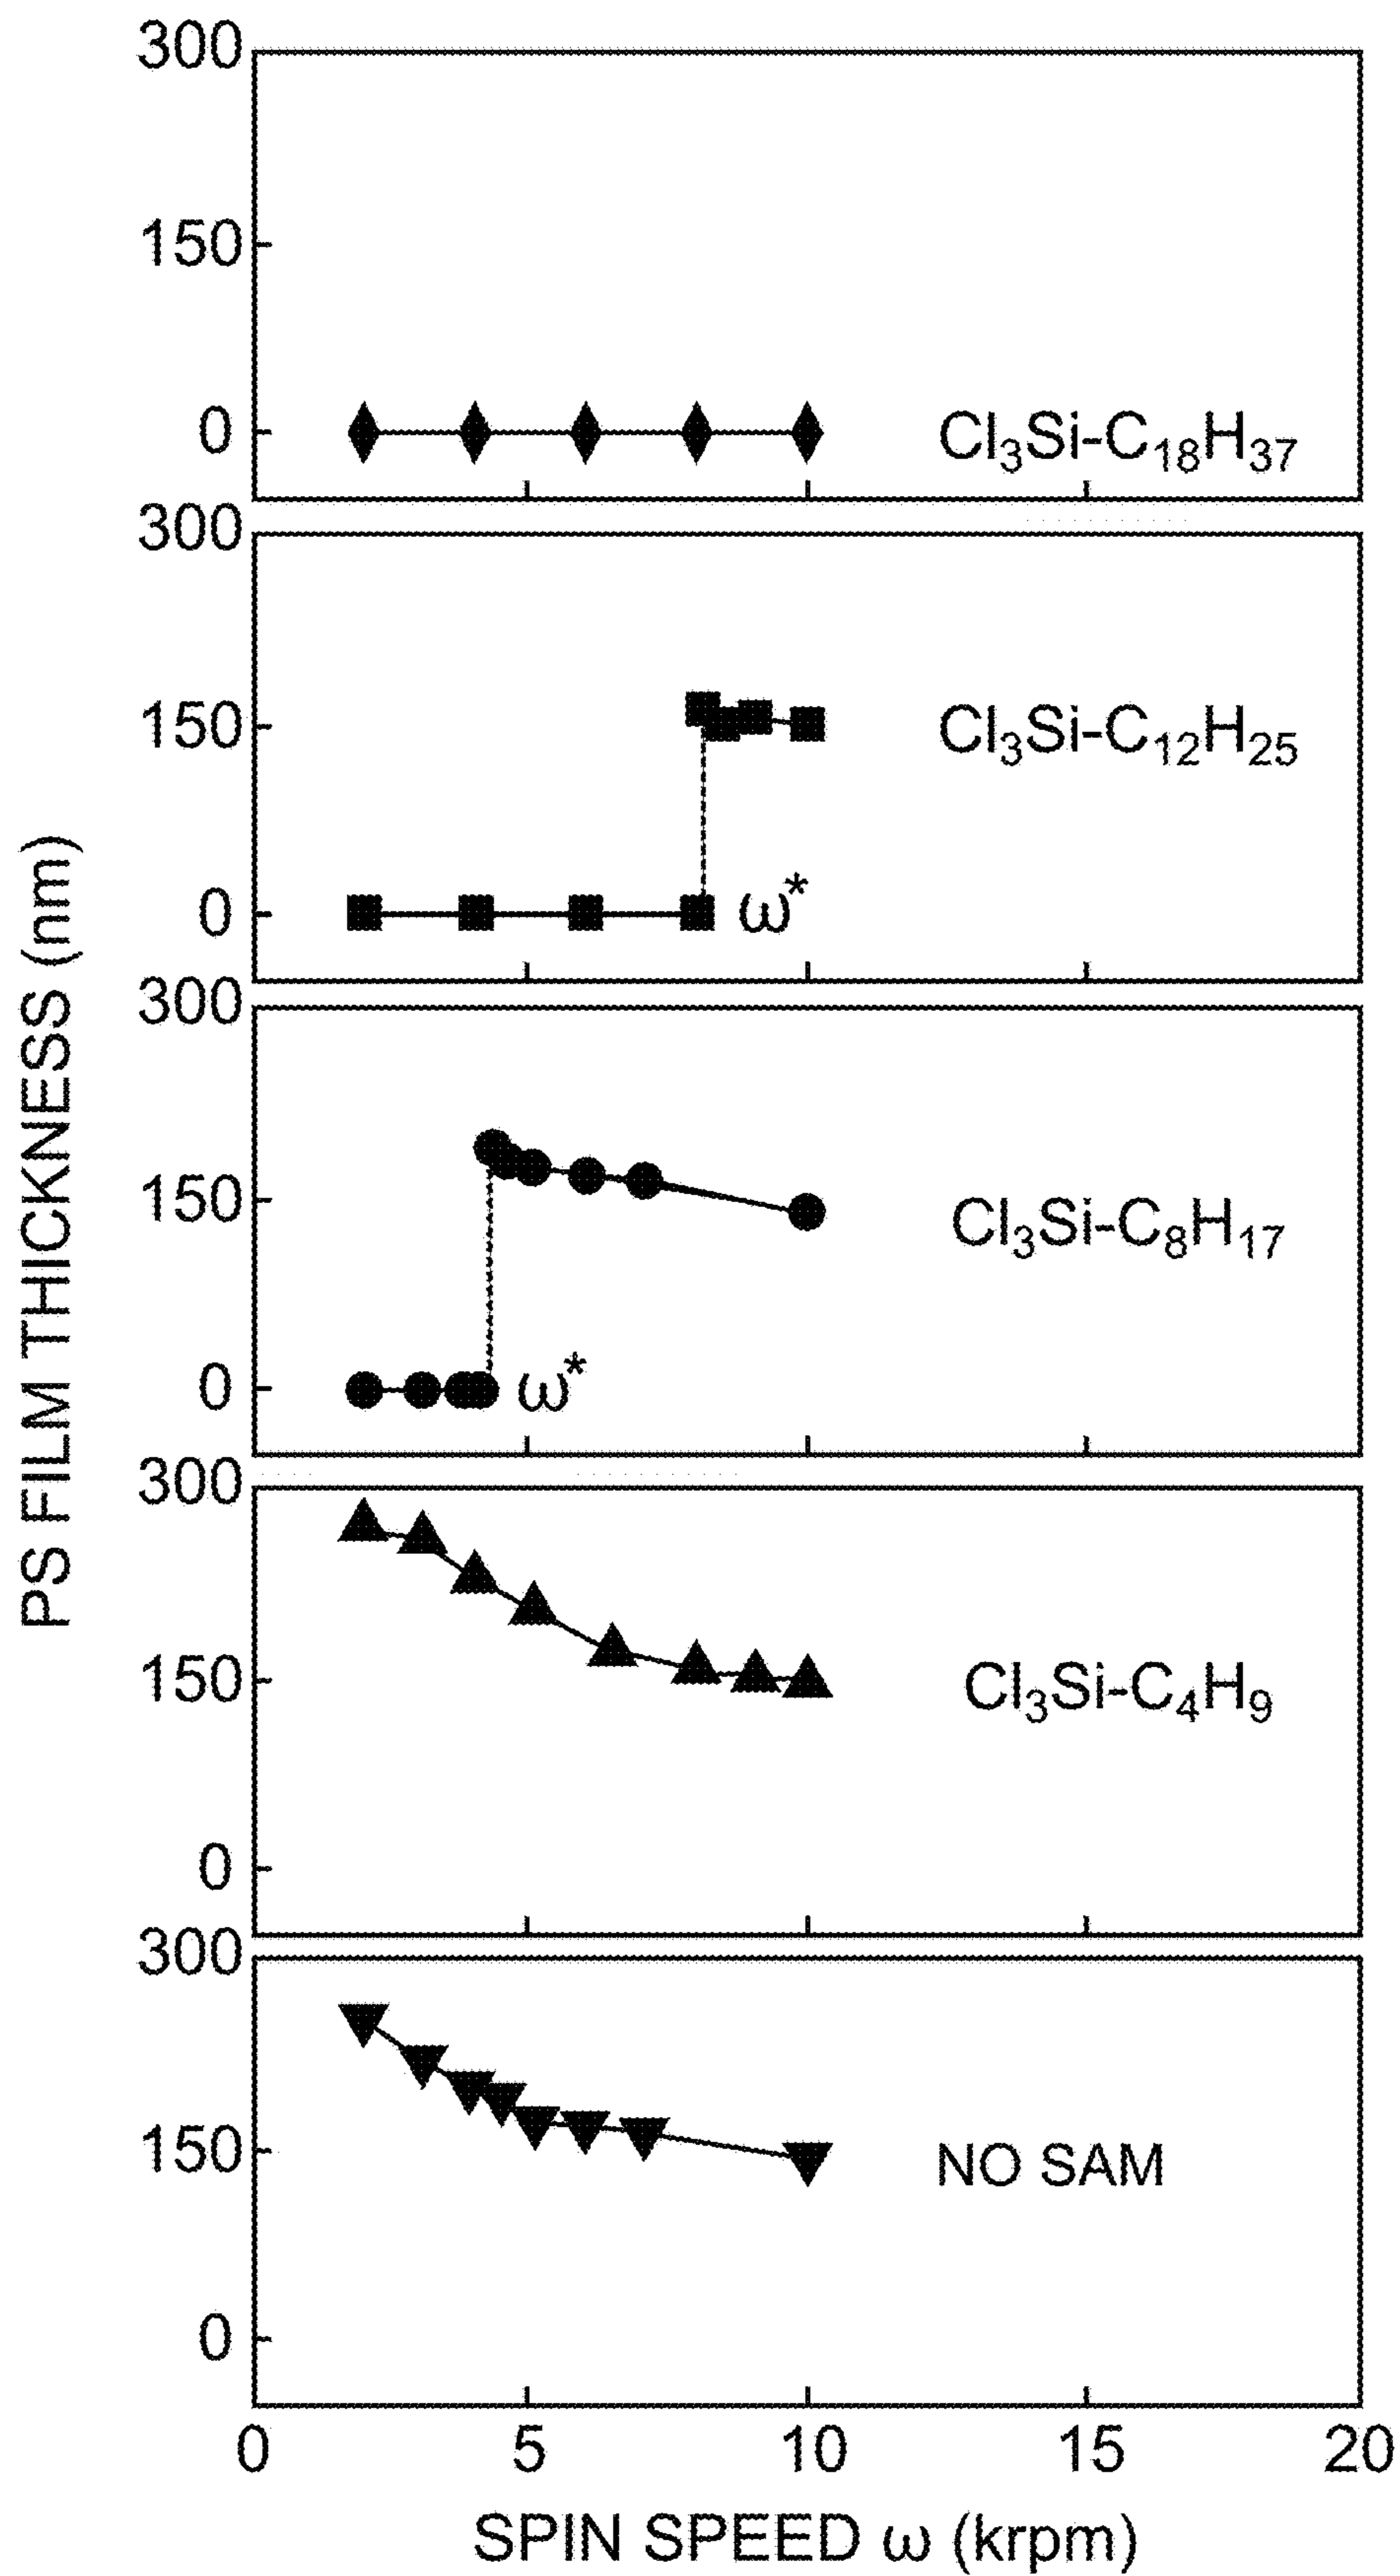 PS FILM THICKNESS (nm)
300
150
0
Cl₃Si-C₁₈H₃₇
300
150
Cl₃Si-C₁₂H₂₅
0
ω*
300
150
Cl₃Si-C₈H₁₇
0
ω*
300
150
Cl₃Si-C₄H₉
0
300
150
NO SAM
0
0 5 10 15 20
SPIN SPEED ω (krpm)